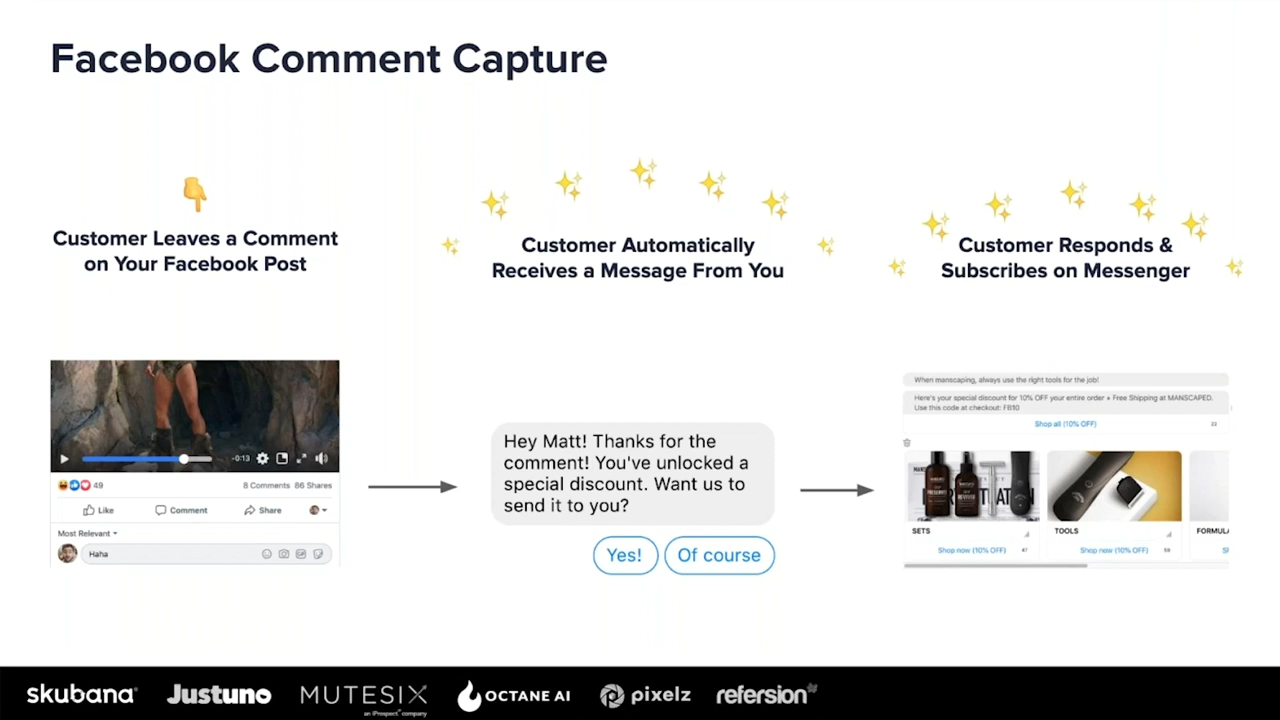 Facebook Comment Capture
Customer Leaves a Comment
on Your Facebook Post
Customer Automatically
Receives a Message From You
Customer Responds &
Subscribes on Messenger
-0:13
49
8 Comments 86 Shares
Like Comment Share
Most Relevant
Haha
Hey Matt! Thanks for the
comment! You've unlocked a
special discount. Want us to
send it to you?
Yes! Of course
When manscaping, always use the right tools for the job!
Here's your special discount for 10% OFF your entire order + Free Shipping at MANSCAPED.
Use this code at checkout: FB10
Shop all (10% OFF)
SETS TOOLS FORMULA
Shop now (10% OFF) 47 Shop now (10% OFF)
skubana Justuno MUTESIX OCTANE AI pixelz refersion
an iProspect company